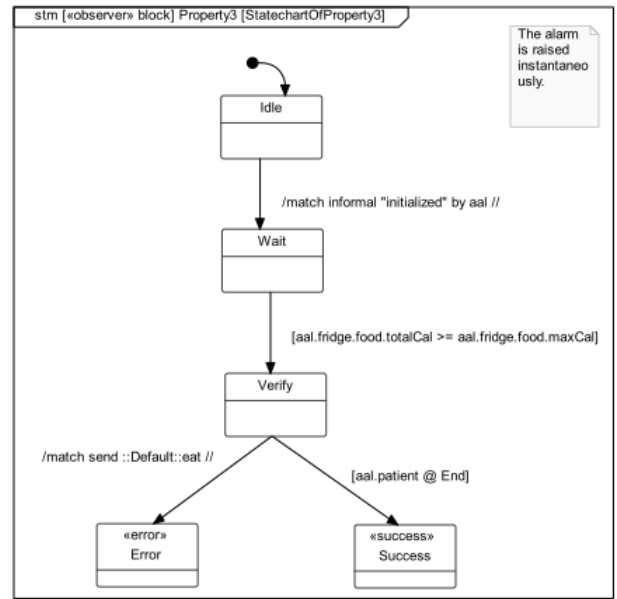 stm [«observer» block] Property3 [StatechartOfProperty3]
The alarm
is raised
instantaneo
usly.
Idle
/match informal "initialized" by aal //
Wait
[aal.fridge.food.totalCal >= aal.fridge.food.maxCal]
Verify
/match send ::Default::eat //
[aal.patient @ End]
«error»
Error
«success»
Success